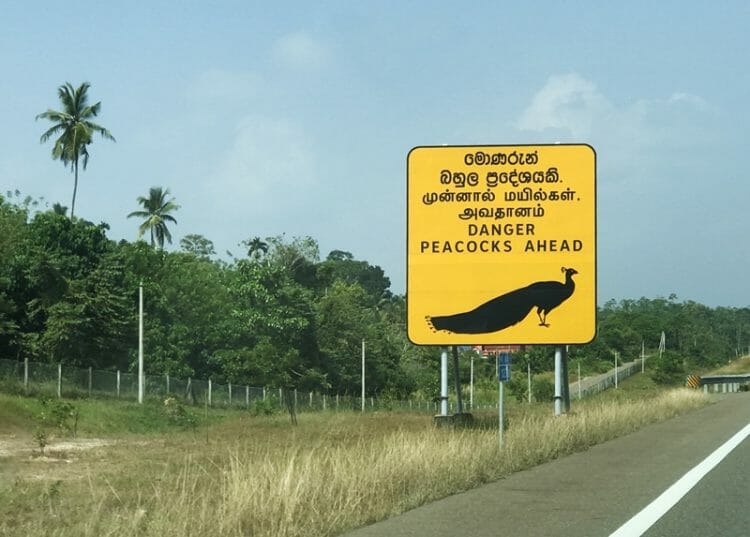 මොණරුන්
බහුල ප්‍රදේශයකි.
முன்னால் மயில்கள்.
அவதானம்
DANGER
PEACOCKS AHEAD